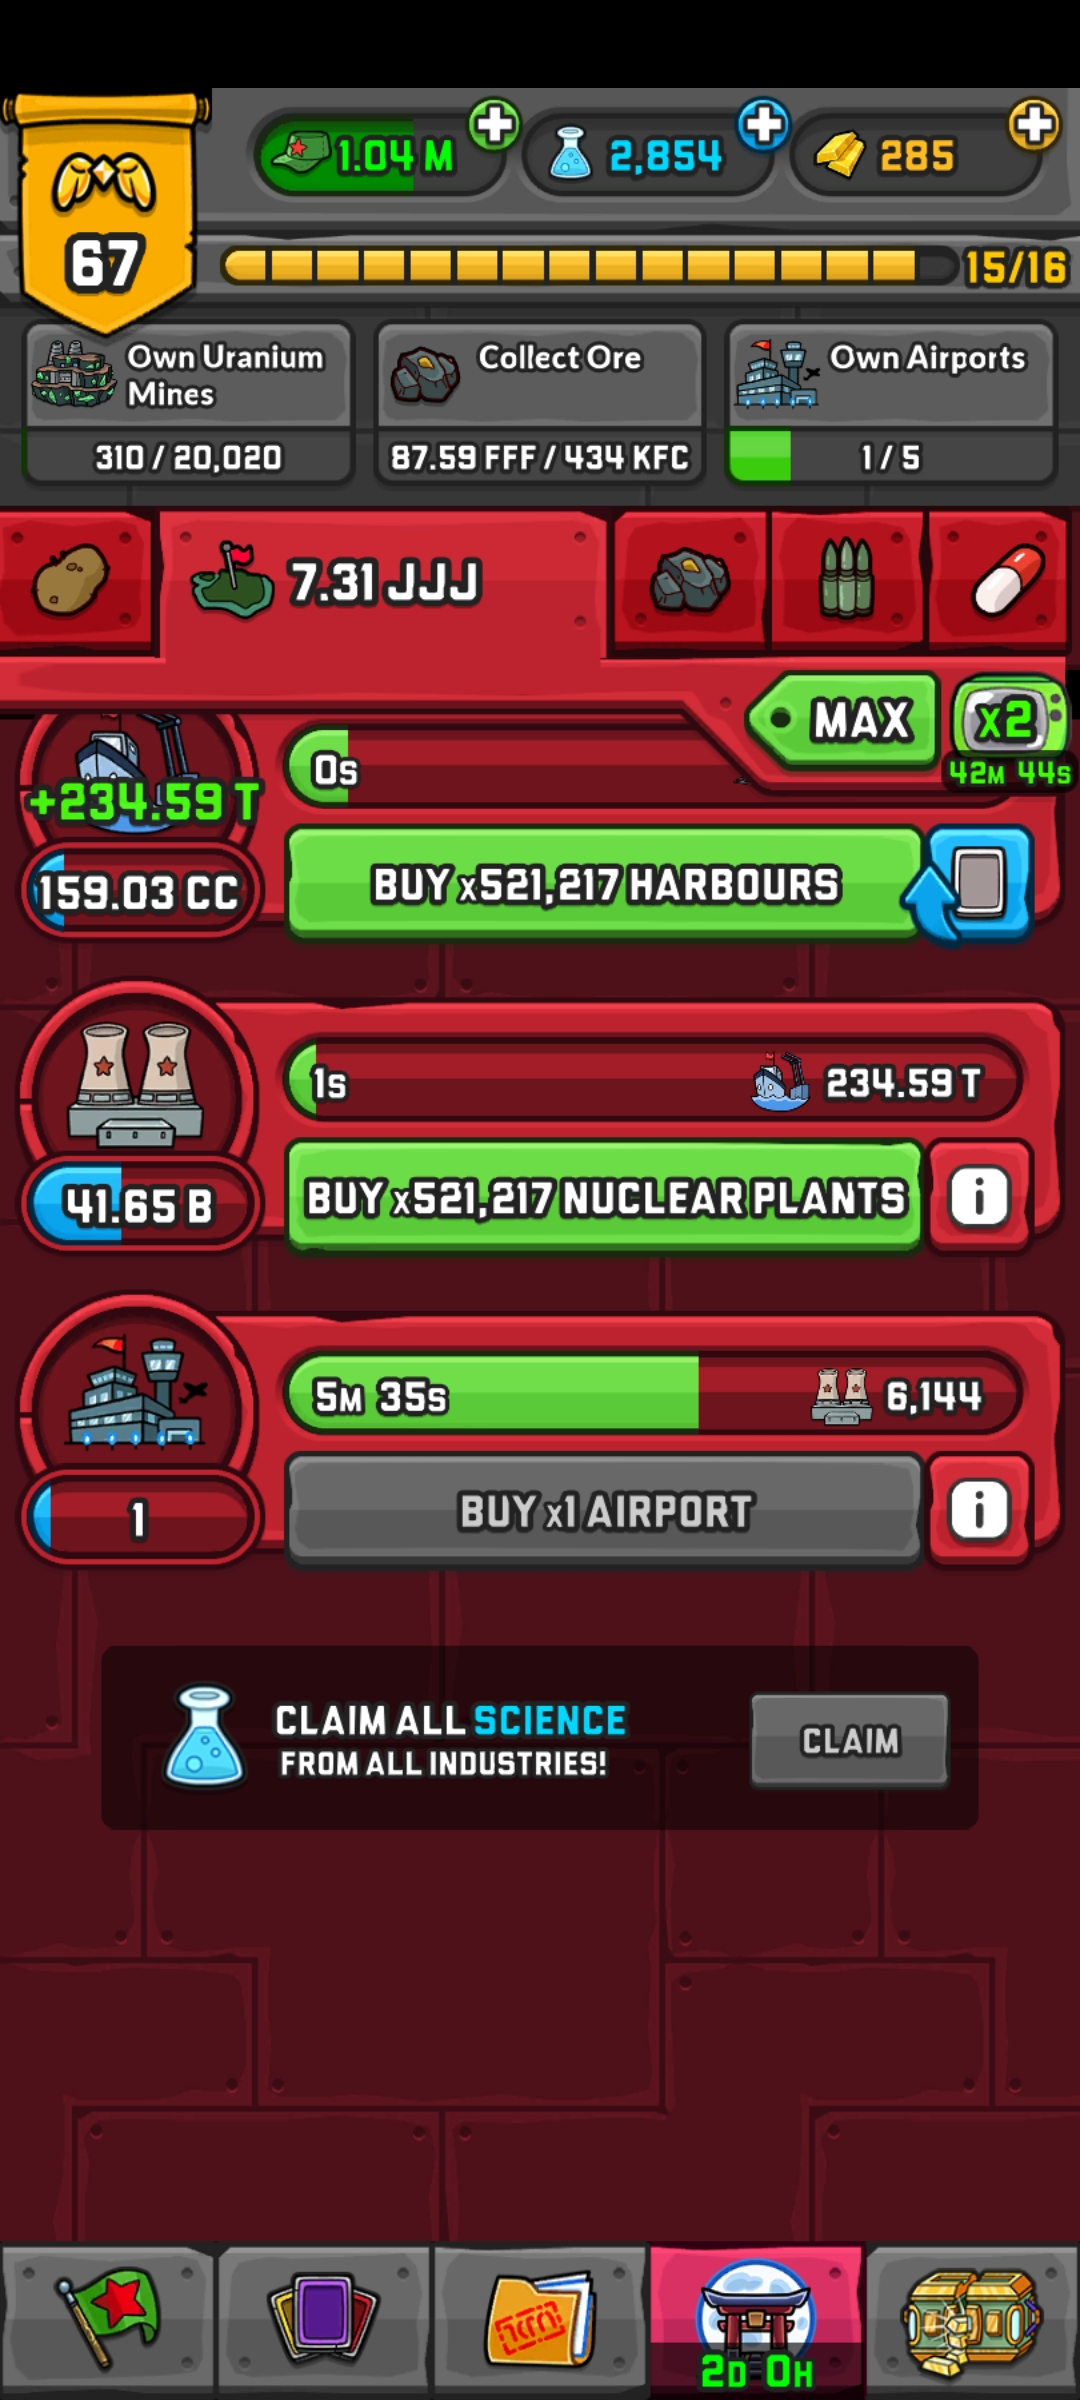 1.04 M
2,854
285
67
15/16
Own Uranium
Mines
310 / 20,020
Collect Ore
87.59 FFF / 434 KFC
Own Airports
1 / 5
7.31 JJJ
MAX
x2
42M 44S
0s
+234.59 T
159.03 CC
BUY x521,217 HARBOURS
1s
234.59 T
41.65 B
BUY x521,217 NUCLEAR PLANTS
i
5M 35s
6,144
1
BUY x1 AIRPORT
i
CLAIM ALL SCIENCE
FROM ALL INDUSTRIES!
CLAIM
2D 0H